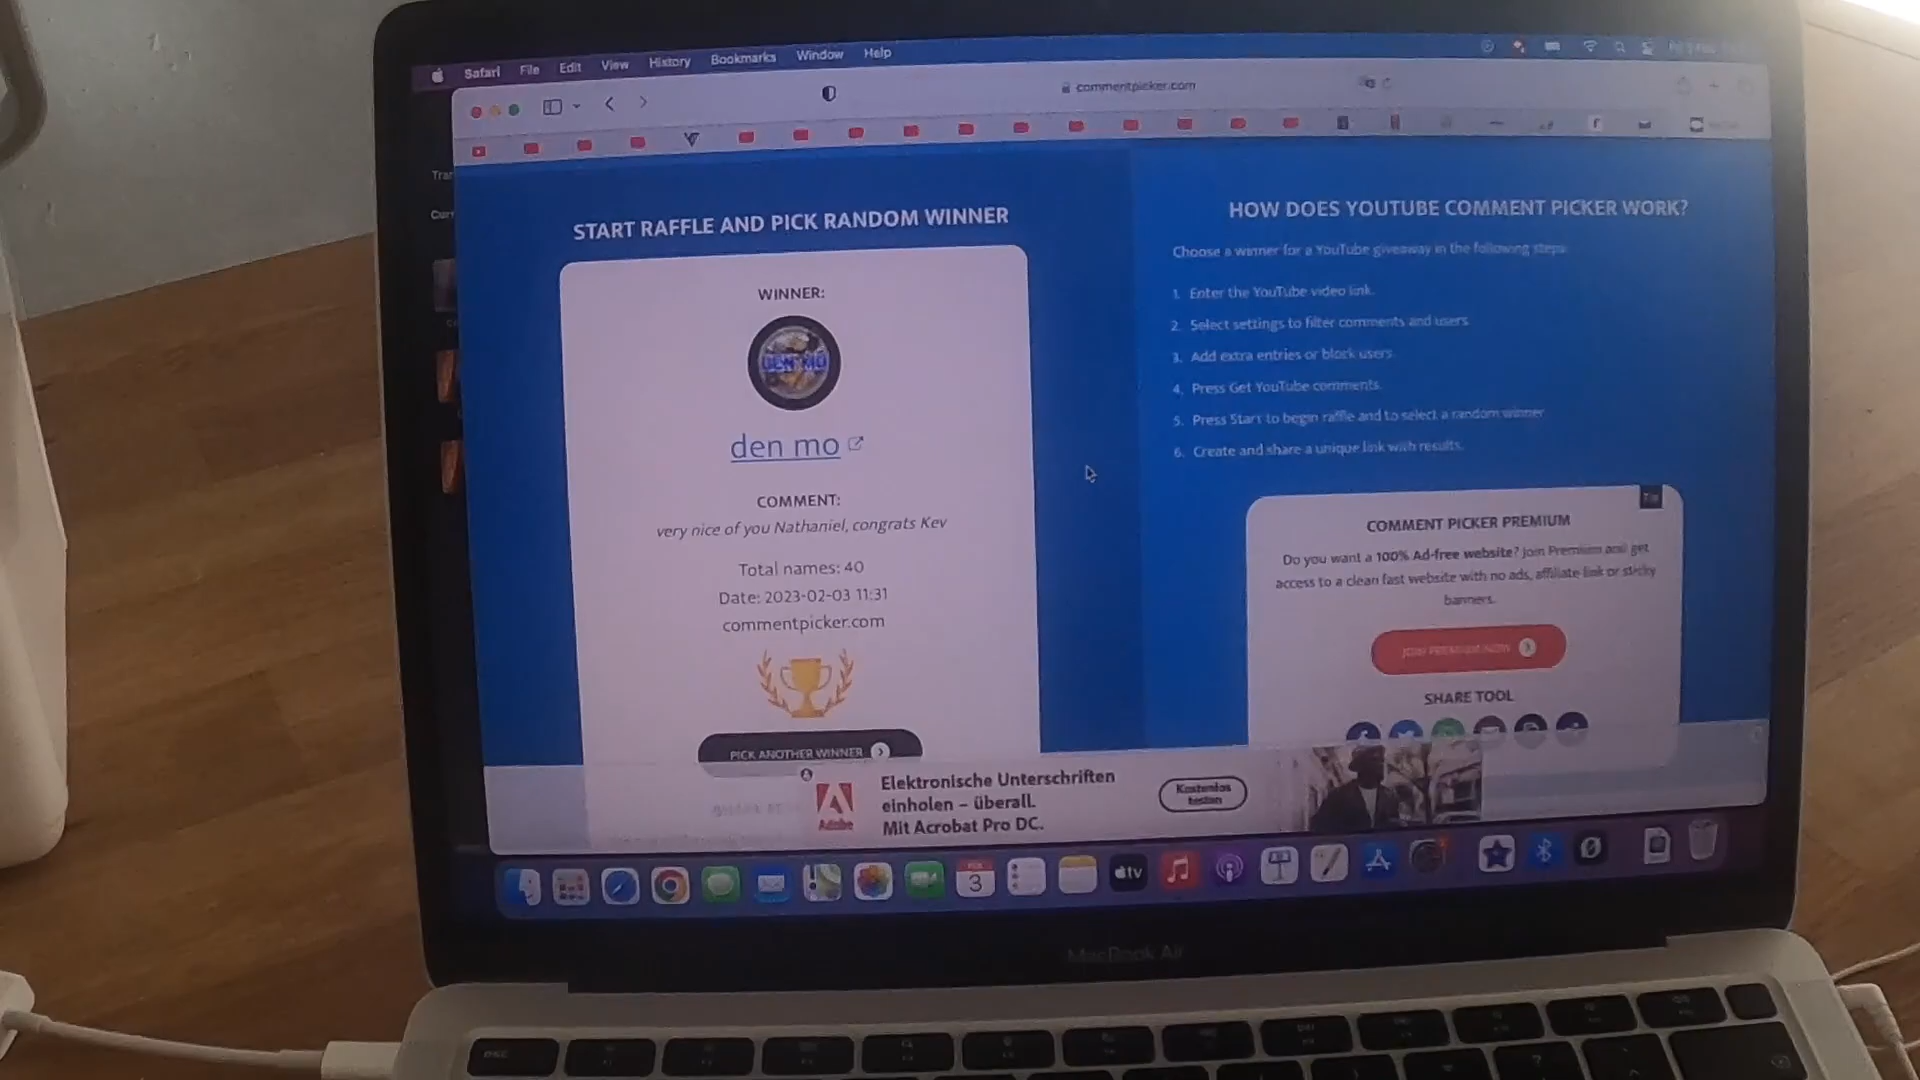 Safari File Edit View History Bookmarks Window Help
commentpicker.com
START RAFFLE AND PICK RANDOM WINNER
WINNER:
DEN MO
den mo
COMMENT:
very nice of you Nathaniel, congrats Kev
Total names: 40
Date: 2023-02-03 11:31
commentpicker.com
PICK ANOTHER WINNER
HOW DOES YOUTUBE COMMENT PICKER WORK?
Choose a winner for a YouTube giveaway in the following steps:
1. Enter the YouTube video link.
2. Select settings to filter comments and users.
3. Add extra entries or block users.
4. Press Get YouTube comments.
5. Press Start to begin raffle and to select a random winner.
6. Create and share a unique link with results.
Tip
COMMENT PICKER PREMIUM
Do you want a 100% Ad-free website? Join Premium and get
access to a clean fast website with no ads, affiliate link or sticky
banners.
JOIN PREMIUM NOW
SHARE TOOL
Adobe
Elektronische Unterschriften
einholen – überall.
Mit Acrobat Pro DC.
Kostenlos
testen
3
tv
MacBook Air
esc